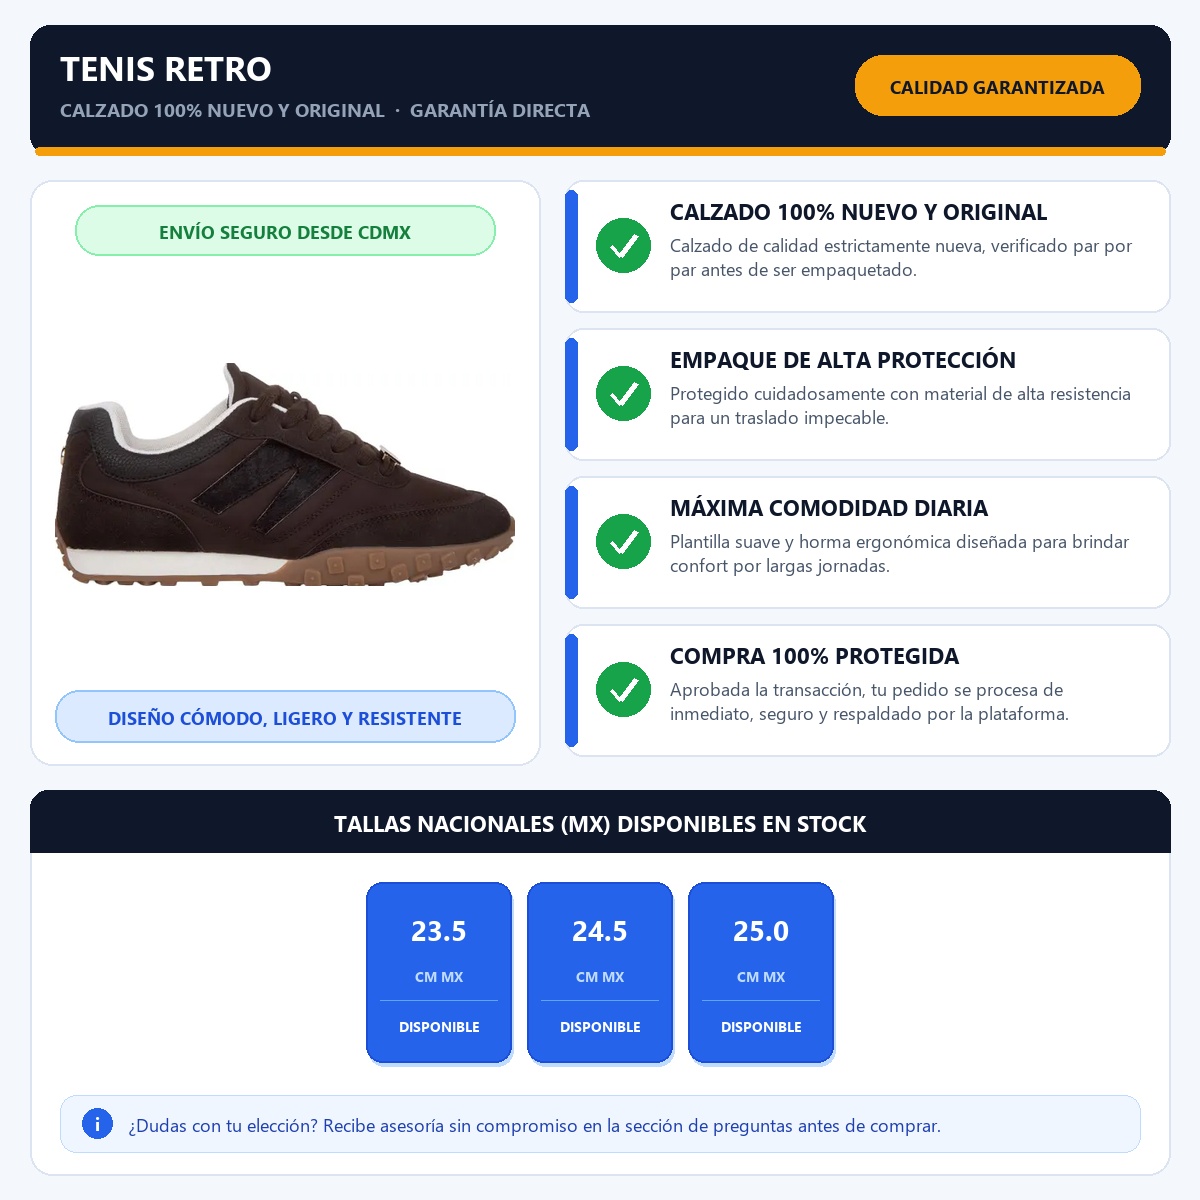 TENIS RETRO
CALZADO 100% NUEVO Y ORIGINAL · GARANTÍA DIRECTA
CALIDAD GARANTIZADA
ENVÍO SEGURO DESDE CDMX
DISEÑO CÓMODO, LIGERO Y RESISTENTE
CALZADO 100% NUEVO Y ORIGINAL
Calzado de calidad estrictamente nueva, verificado par por
par antes de ser empaquetado.
EMPAQUE DE ALTA PROTECCIÓN
Protegido cuidadosamente con material de alta resistencia
para un traslado impecable.
MÁXIMA COMODIDAD DIARIA
Plantilla suave y horma ergonómica diseñada para brindar
confort por largas jornadas.
COMPRA 100% PROTEGIDA
Aprobada la transacción, tu pedido se procesa de
inmediato, seguro y respaldado por la plataforma.
TALLAS NACIONALES (MX) DISPONIBLES EN STOCK
23.5
CM MX
DISPONIBLE
24.5
CM MX
DISPONIBLE
25.0
CM MX
DISPONIBLE
¿Dudas con tu elección? Recibe asesoría sin compromiso en la sección de preguntas antes de comprar.